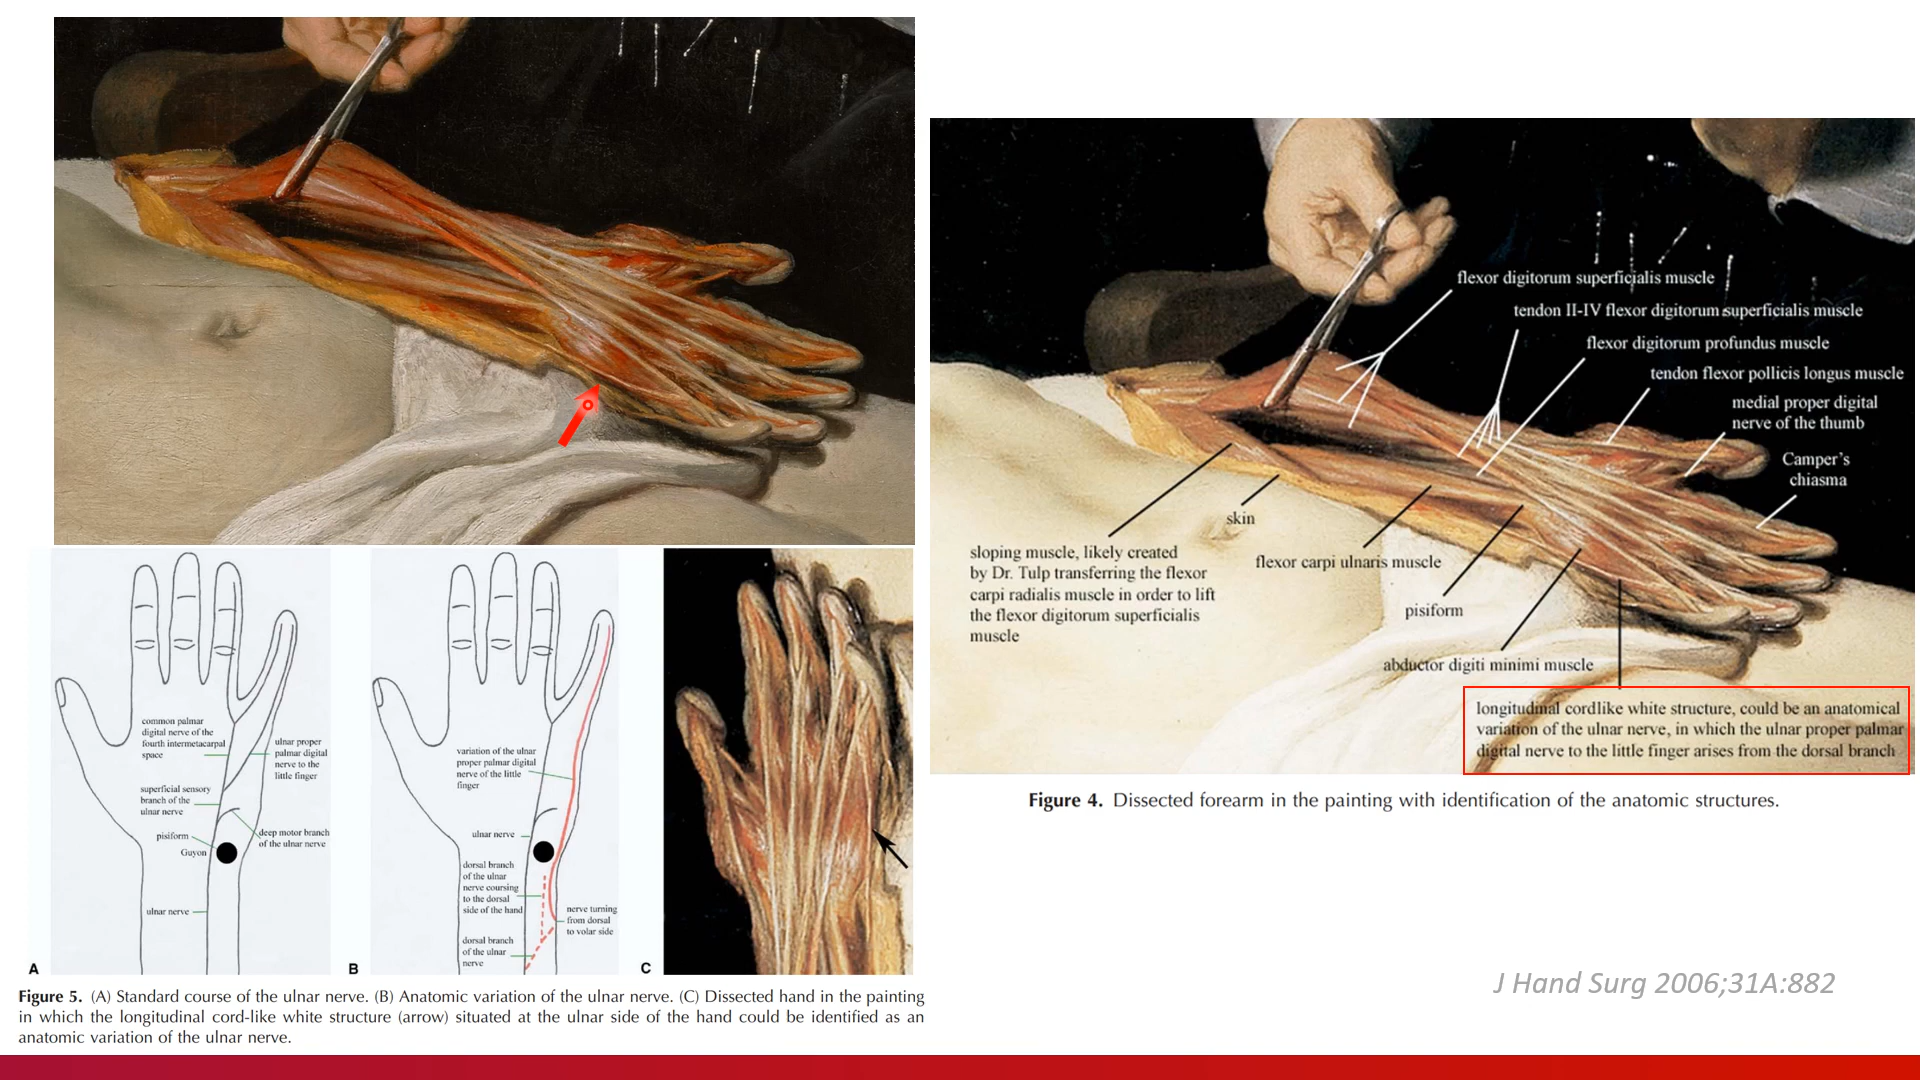 flexor digitorum superficialis muscle
tendon II-IV flexor digitorum superficialis muscle
flexor digitorum profundus muscle
tendon flexor pollicis longus muscle
medial proper digital
nerve of the thumb
Camper's
chiasma
skin
sloping muscle, likely created
by Dr. Tulp transferring the flexor
carpi radialis muscle in order to lift
the flexor digitorum superficialis
muscle
flexor carpi ulnaris muscle
pisiform
abductor digiti minimi muscle
longitudinal cordlike white structure, could be an anatomical
variation of the ulnar nerve, in which the ulnar proper palmar
digital nerve to the little finger arises from the dorsal branch
Figure 4. Dissected forearm in the painting with identification of the anatomic structures.
common palmar
digital nerve of the
fourth intermetacarpal
space
ulnar proper
palmar digital
nerve to the
little finger
superficial sensory
branch of the
ulnar nerve
pisiform
deep motor branch
of the ulnar nerve
Guyon
ulnar nerve
A
variation of the ulnar
proper palmar digital
nerve of the little
finger
ulnar nerve
dorsal branch
of the ulnar
nerve coursing
to the dorsal
side of the hand
nerve turning
from dorsal
to volar side
dorsal branch
of the ulnar
nerve
B
C
Figure 5. (A) Standard course of the ulnar nerve. (B) Anatomic variation of the ulnar nerve. (C) Dissected hand in the painting
in which the longitudinal cord-like white structure (arrow) situated at the ulnar side of the hand could be identified as an
anatomic variation of the ulnar nerve.
J Hand Surg 2006;31A:882